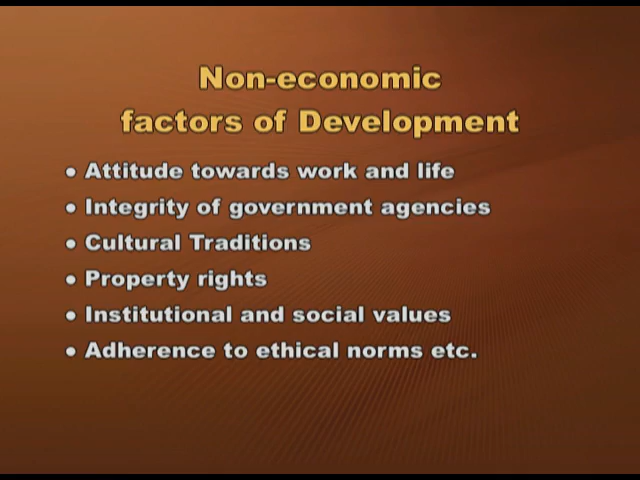 Non-economic
factors of Development
• Attitude towards work and life
• Integrity of government agencies
• Cultural Traditions
• Property rights
• Institutional and social values
• Adherence to ethical norms etc.